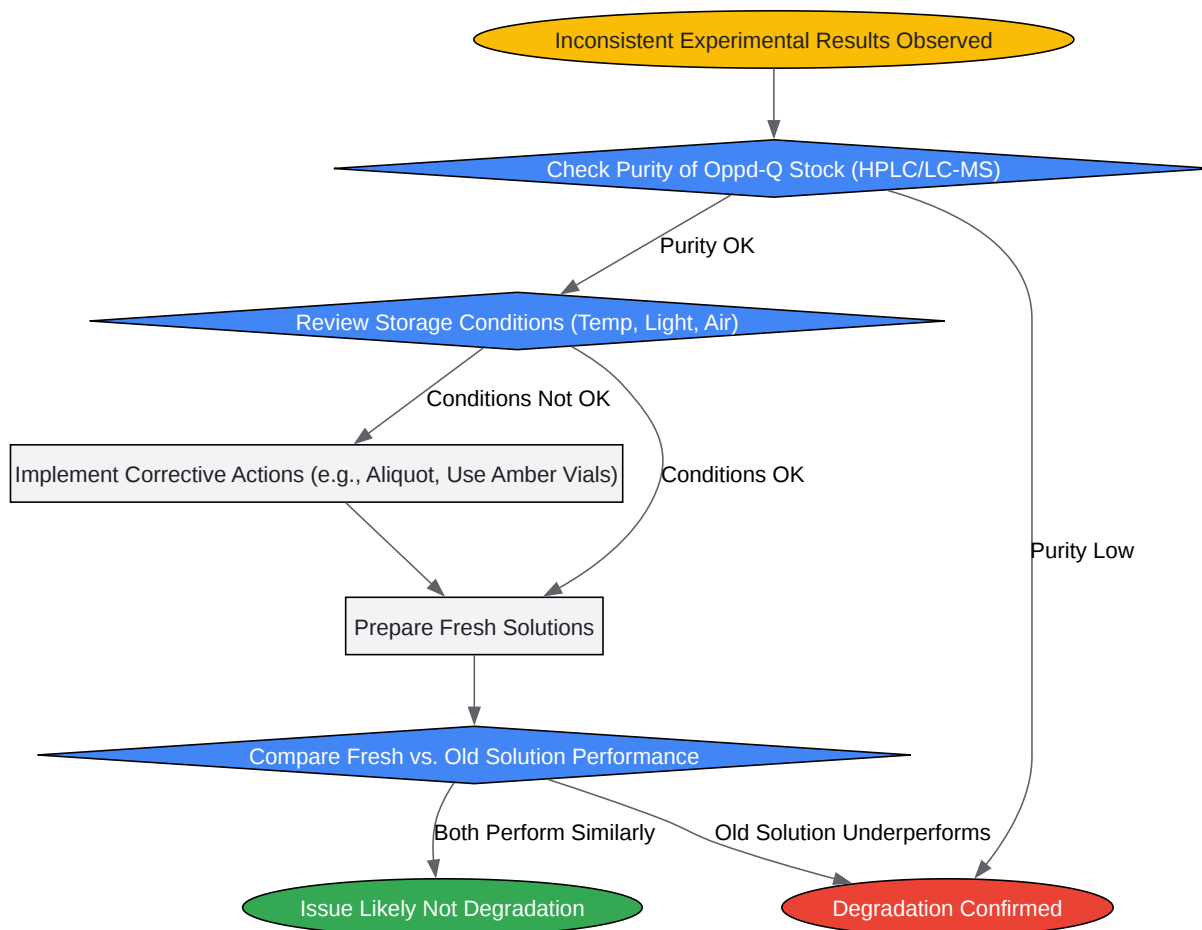 Inconsistent Experimental Results Observed
Check Purity of Oppd-Q Stock (HPLC/LC-MS)
Purity OK
Review Storage Conditions (Temp, Light, Air)
Conditions Not OK
Implement Corrective Actions (e.g., Aliquot, Use Amber Vials)
Conditions OK
Purity Low
Prepare Fresh Solutions
Compare Fresh vs. Old Solution Performance
Both Perform Similarly
Old Solution Underperforms
Issue Likely Not Degradation
Degradation Confirmed